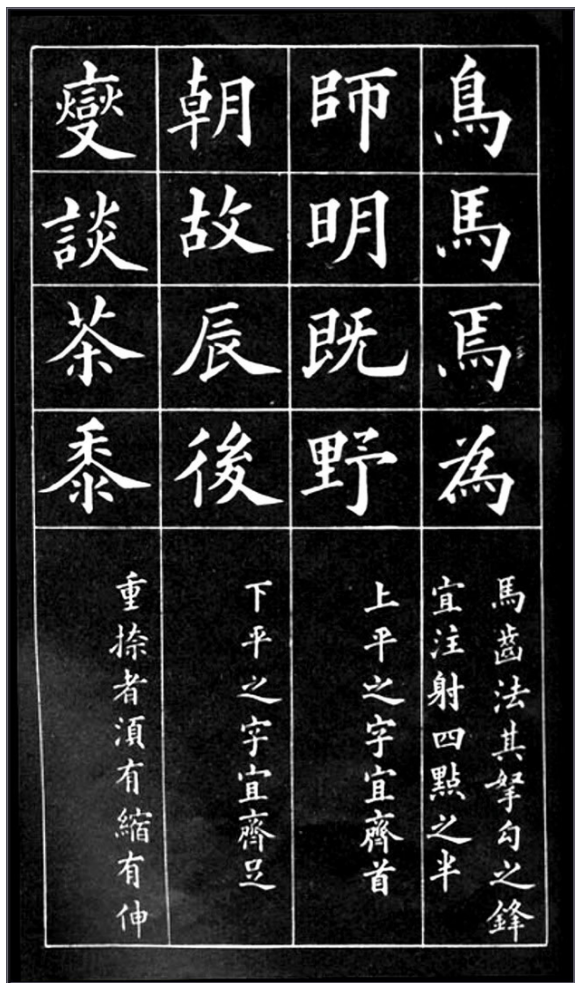 鳥馬焉為
馬齒法其拏勾之鋒
宜注射四點之半
師明既野
上平之字宜齊首
朝故辰後
下平之字宜齊足
變談茶黍
重捺者湏有縮有伸